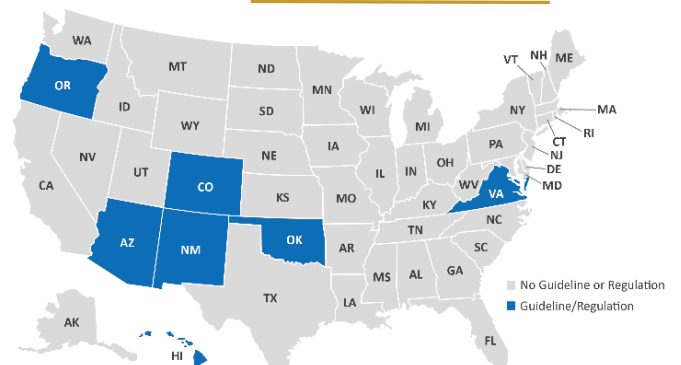 WA
OR
ID
MT
ND
MN
WI
MI
VT
NH
ME
NY
MA
RI
CT
NJ
DE
MD
PA
SD
WY
NE
IA
IL
IN
OH
WV
VA
KY
NV
UT
CO
KS
MO
CA
AZ
NM
OK
AR
TN
NC
SC
MS
AL
GA
TX
LA
FL
AK
HI
No Guideline or Regulation
Guideline/Regulation